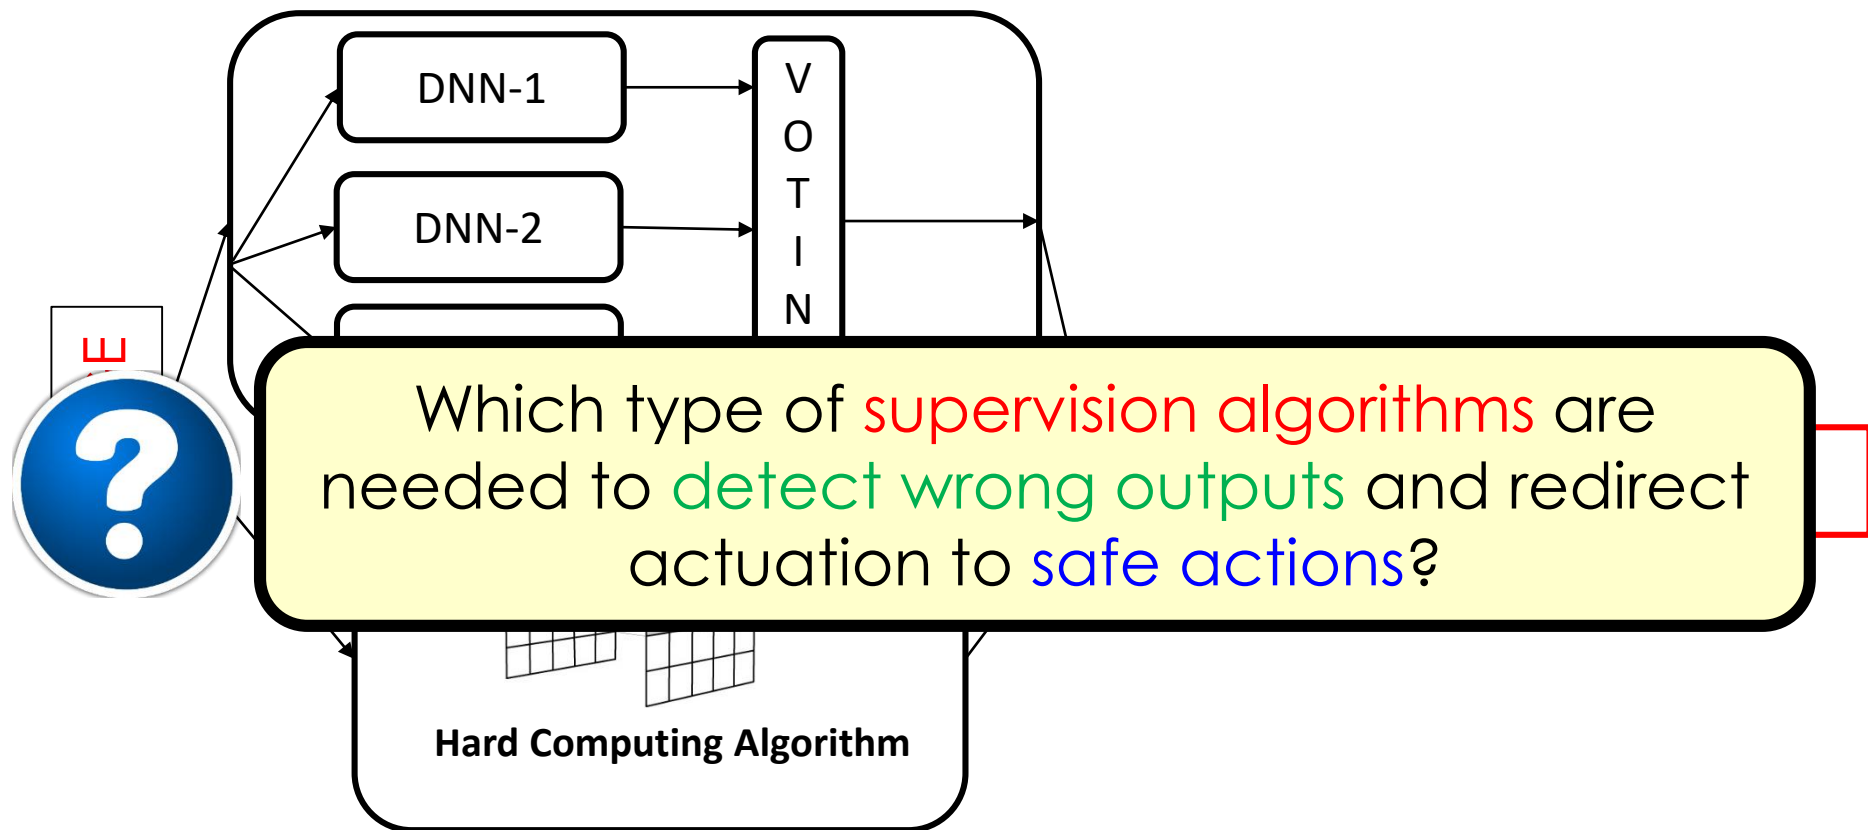 DNN-1
DNN-2
V
O
T
I
N
E
?
Which type of supervision algorithms are
needed to detect wrong outputs and redirect
actuation to safe actions?
Hard Computing Algorithm